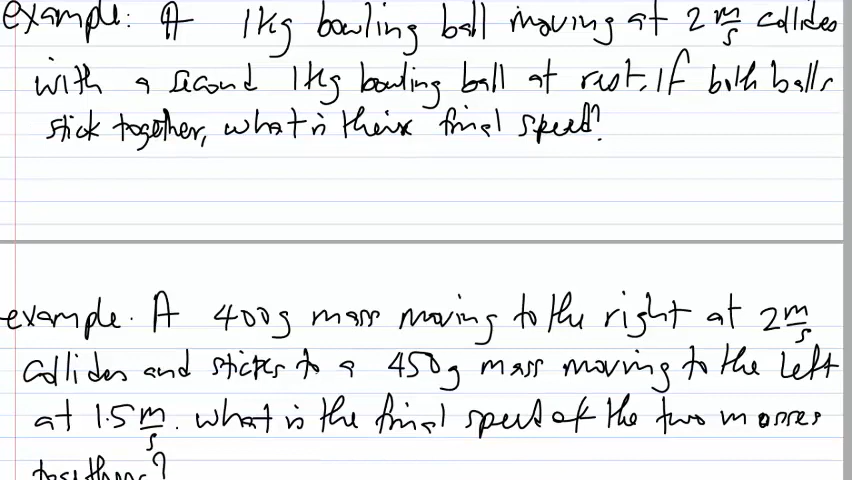 example: A 1kg bowling ball moving at 2 m/s collides
with a second 1kg bowling ball at rest. If both balls
stick together, what is their final speed?
example. A 400g mass moving to the right at 2 m/s
collides and sticks to a 450g mass moving to the left
at 1.5 m/s. what is the final speed of the two masses
together?